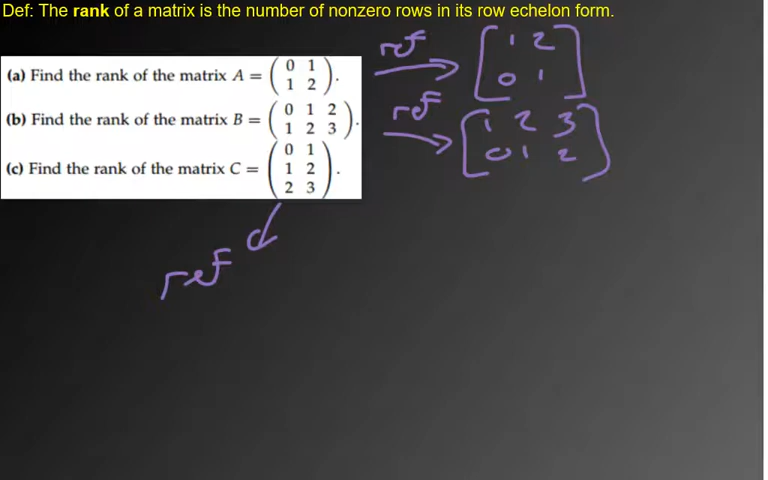 Def: The rank of a matrix is the number of nonzero rows in its row echelon form.
(a) Find the rank of the matrix A = ( 0 1
1 2 ).
ref
[ 1 2
0 1 ]
(b) Find the rank of the matrix B = ( 0 1 2
1 2 3 ).
ref
[ 1 2 3
0 1 2 ]
(c) Find the rank of the matrix C = ( 0 1
1 2
2 3 ).
ref